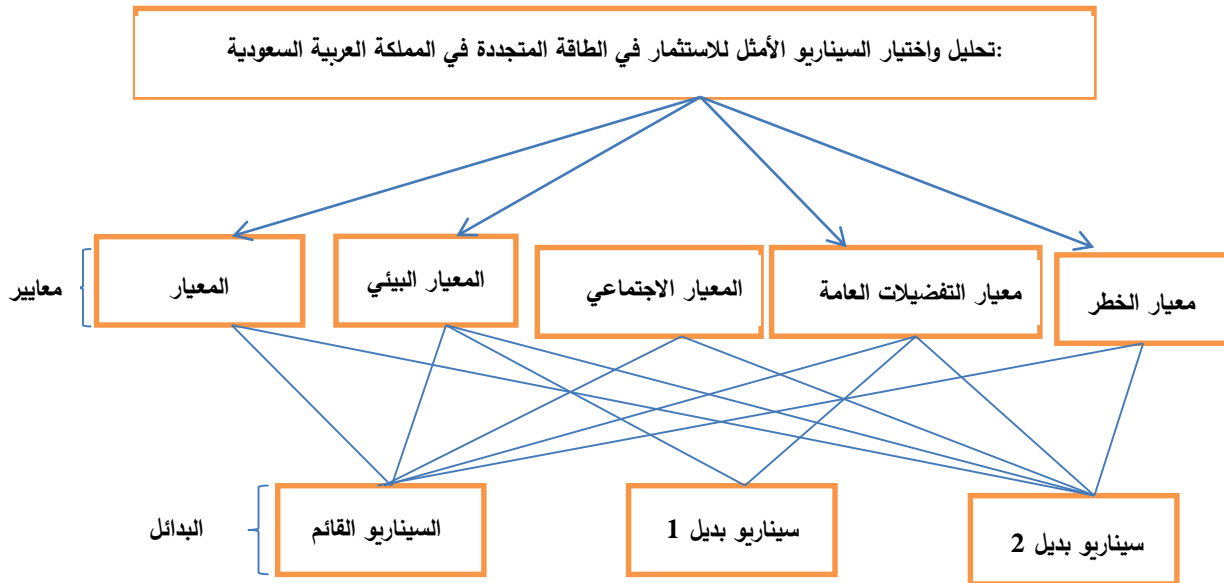 تحليل واختيار السيناريو الأمثل للاستثمار في الطاقة المتجددة في المملكة العربية السعودية:
معايير
معيار الخطر
معيار التفضيلات العامة
المعيار الاجتماعي
المعيار البيئي
المعيار
البدائل
سيناريو بديل 2
سيناريو بديل 1
السيناريو القائم